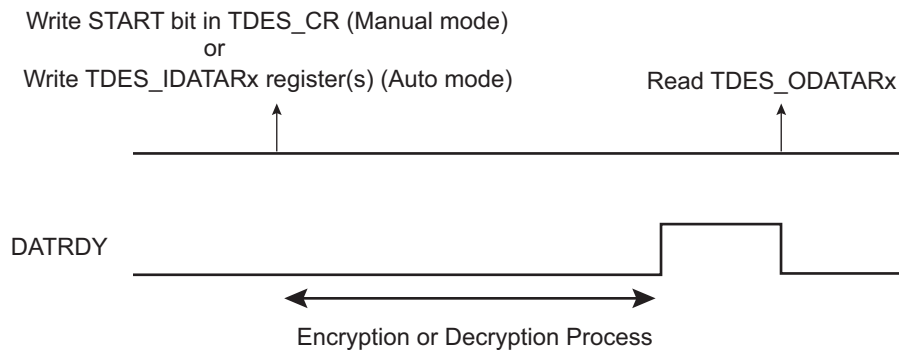 Write START bit in TDES_CR (Manual mode)
or
Write TDES_IDATARx register(s) (Auto mode)
Read TDES_ODATARx
DATRDY
Encryption or Decryption Process